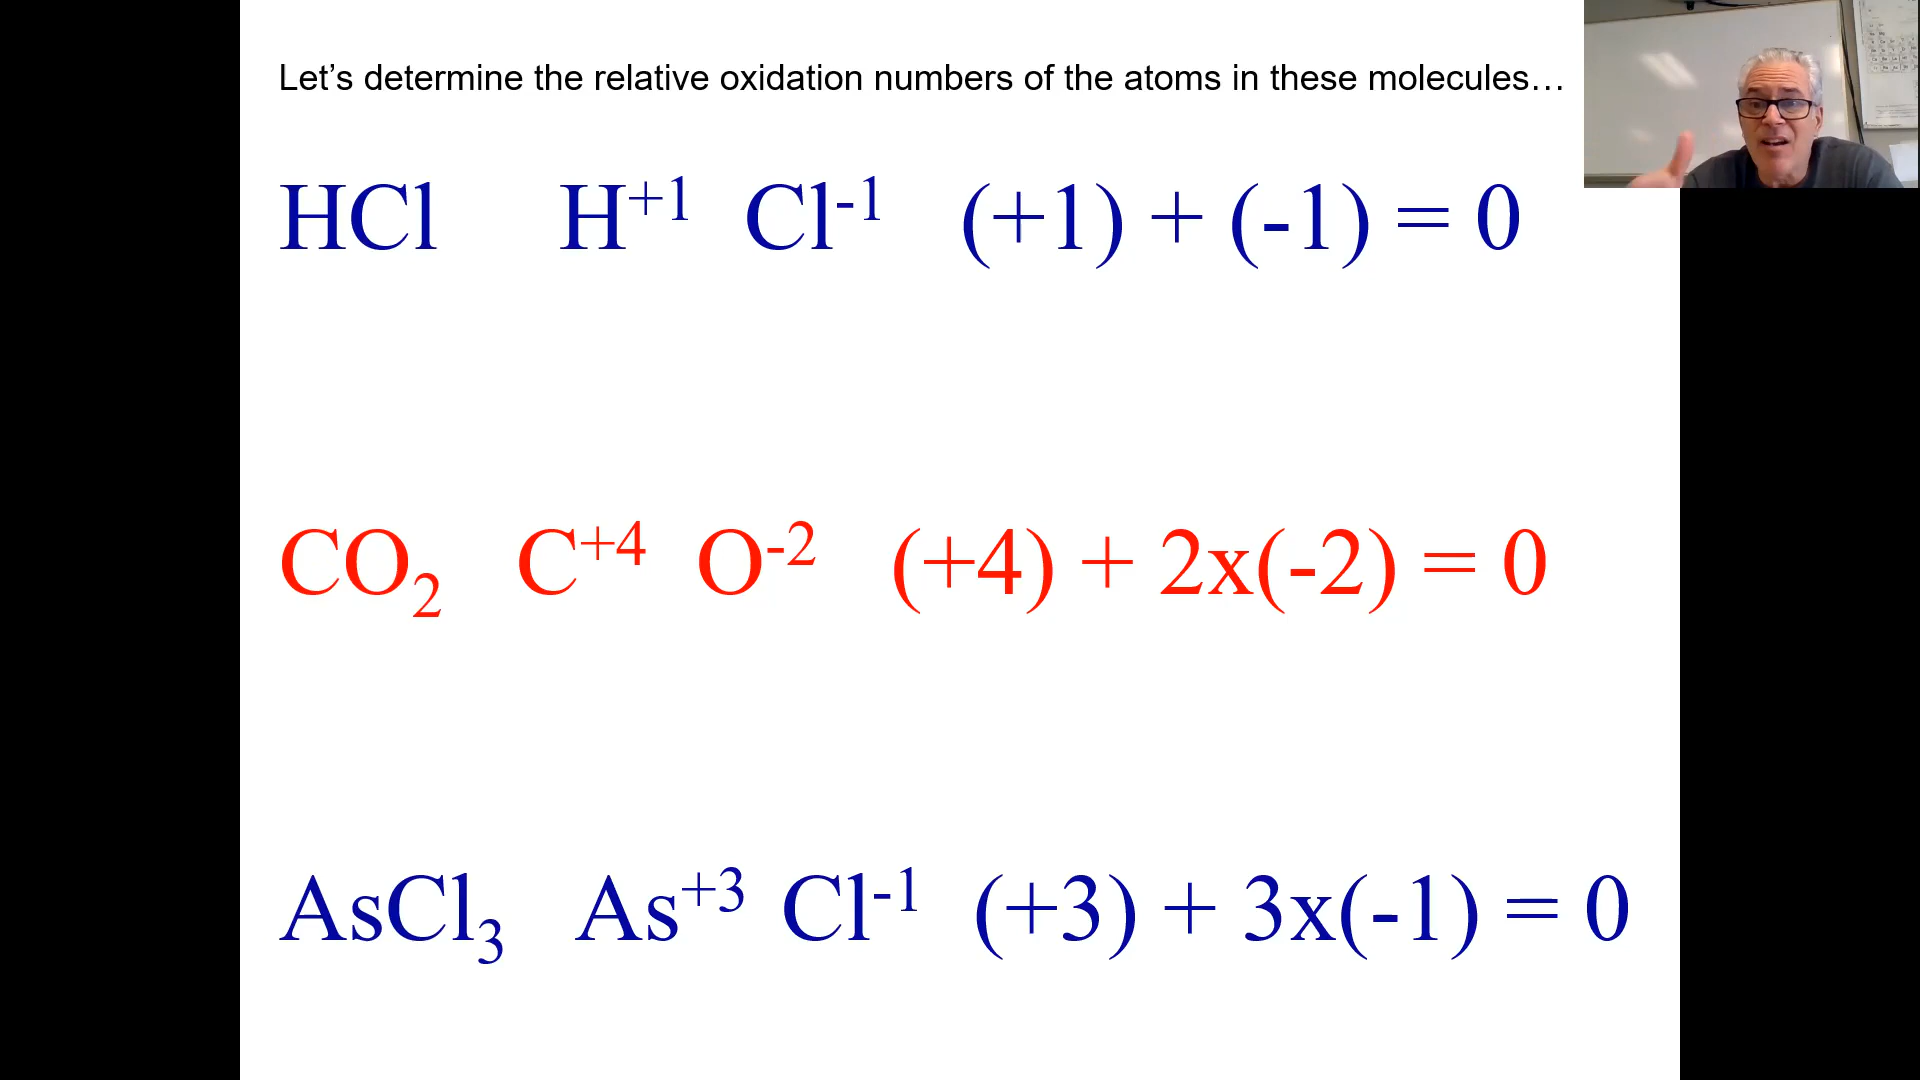 Let’s determine the relative oxidation numbers of the atoms in these molecules…
HCl H⁺¹ Cl⁻¹ (+1) + (-1) = 0
CO₂ C⁺⁴ O⁻² (+4) + 2x(-2) = 0
AsCl₃ As⁺³ Cl⁻¹ (+3) + 3x(-1) = 0